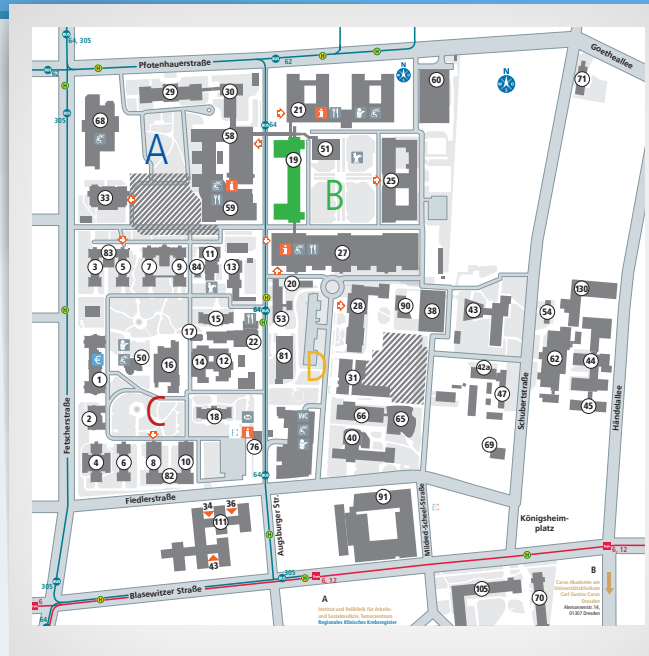 64, 305
Pfotenhauerstraße
62
62
Goetheallee
305
64
29
30
21
60
71
68
58
51
19
A
B
25
33
59
27
83
3
5
7
9
84
11
13
20
28
90
38
43
54
130
64
53
15
17
22
50
16
14
12
81
D
31
62
44
1
€
42a
47
45
2
C
18
WC
66
65
40
69
76
4
6
8
10
82
64
Fetscherstraße
Schubertstraße
Händelallee
Fiedlerstraße
Augsburger Str.
Mildred-Scheel-Straße
34
36
111
43
91
Königsheim-
platz
6, 12
305
305
6, 12
Blasewitzer Straße
6
A
Institut und Poliklinik für Arbeits-
und Sozialmedizin, Tumorzentrum
Regionales Klinisches Krebsregister
105
70
B
Carus Akademie am
Universitätsklinikum
Carl Gustav Carus
Dresden
Alemannenstr. 14,
01307 Dresden